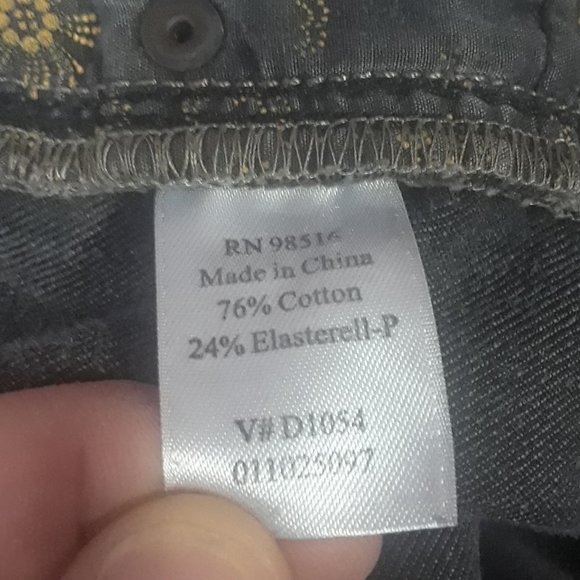 RN 98516
Made in China
76% Cotton
24% Elasterell-P
V# D1054
011025097